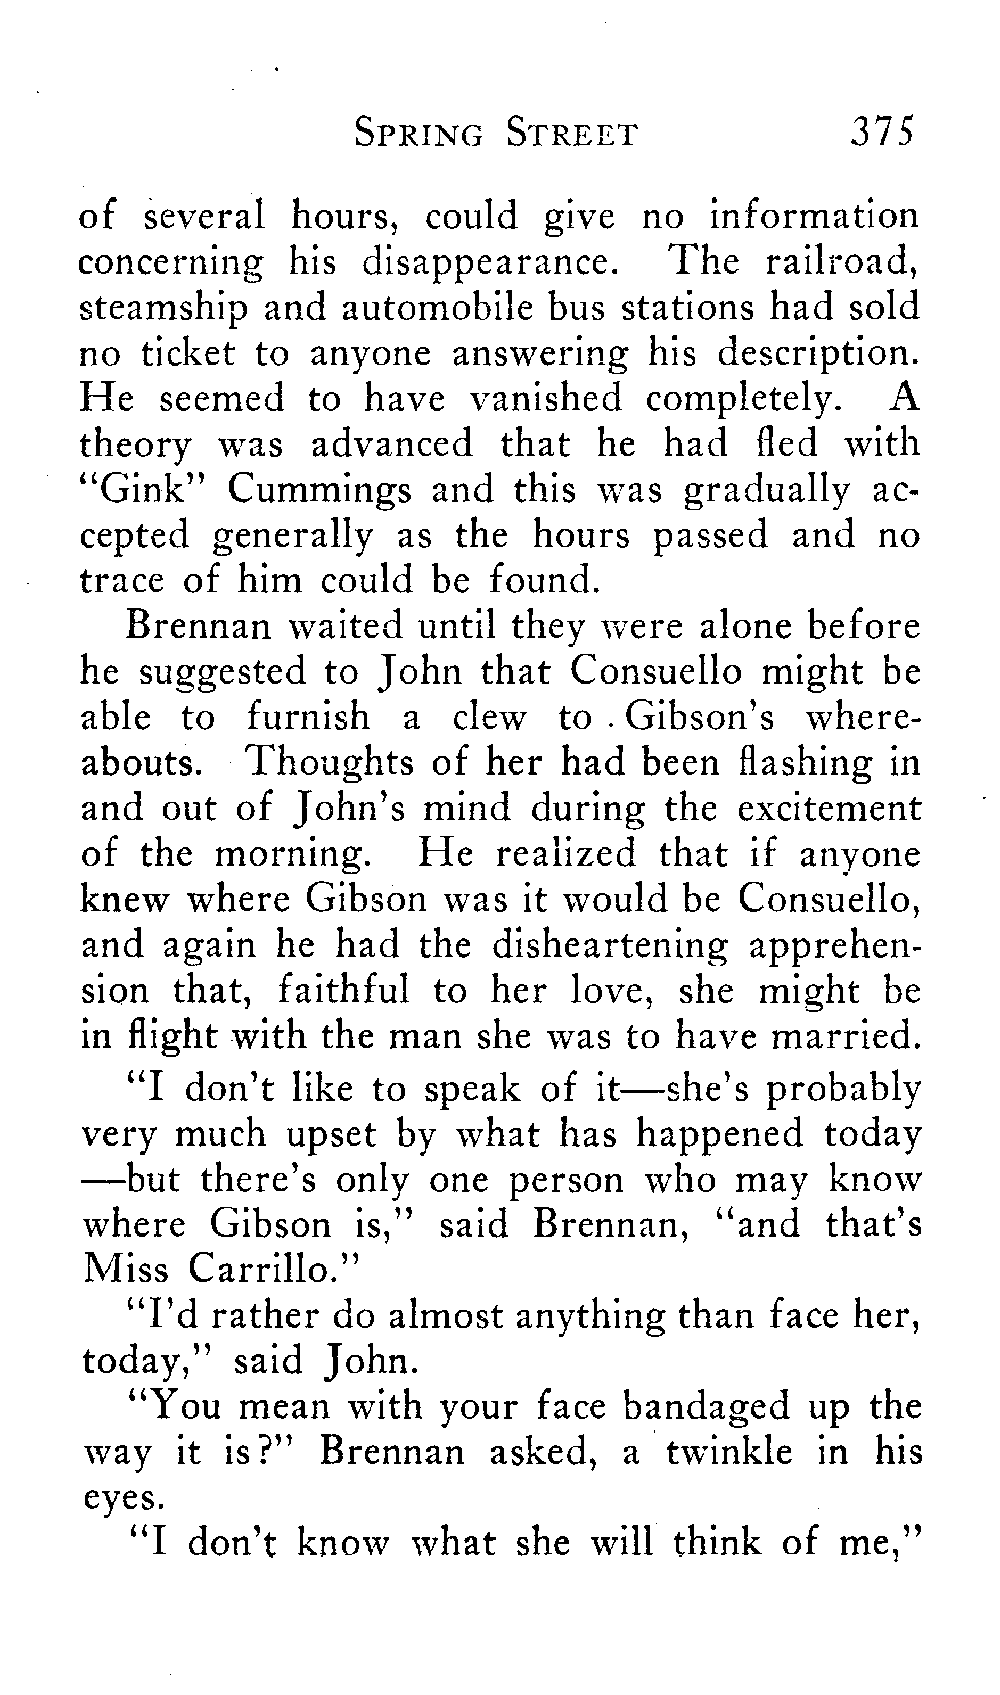 SPRING STREET 375
of several hours, could give no information
concerning his disappearance. The railroad,
steamship and automobile bus stations had sold
no ticket to anyone answering his description.
He seemed to have vanished completely. A
theory was advanced that he had fled with
“Gink” Cummings and this was gradually ac-
cepted generally as the hours passed and no
trace of him could be found.
Brennan waited until they were alone before
he suggested to John that Consuello might be
able to furnish a clew to Gibson’s where-
abouts. Thoughts of her had been flashing in
and out of John’s mind during the excitement
of the morning. He realized that if anyone
knew where Gibson was it would be Consuello,
and again he had the disheartening apprehen-
sion that, faithful to her love, she might be
in flight with the man she was to have married.
“I don’t like to speak of it—she’s probably
very much upset by what has happened today
—but there’s only one person who may know
where Gibson is,” said Brennan, “and that’s
Miss Carrillo.”
“I’d rather do almost anything than face her,
today,” said John.
“You mean with your face bandaged up the
way it is?” Brennan asked, a twinkle in his
eyes.
“I don’t know what she will think of me,”